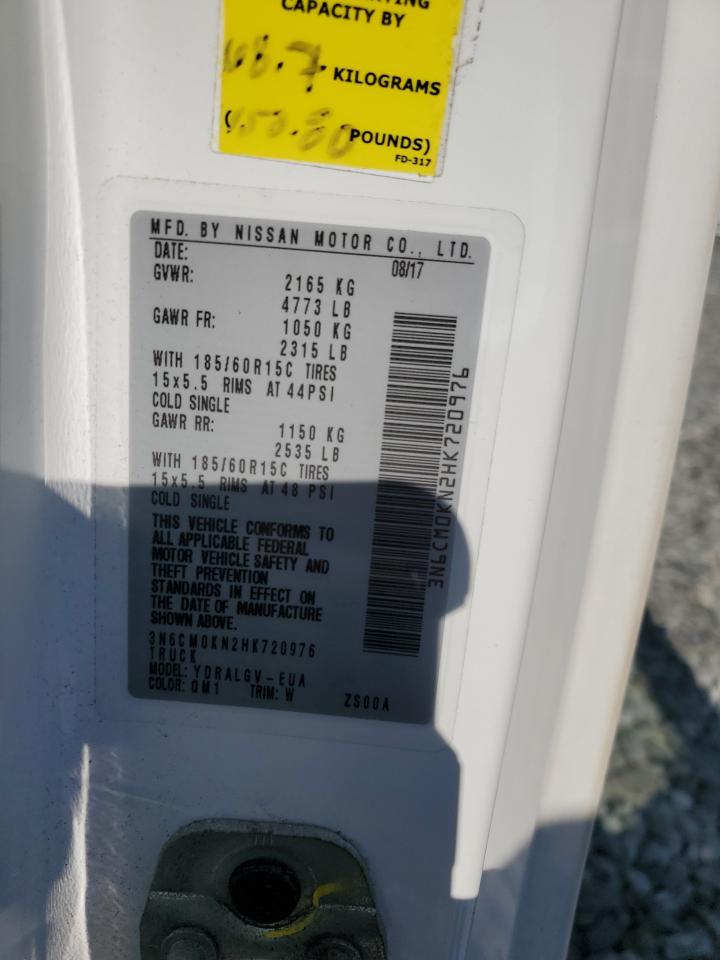 CAPACITY BY
68.7 KILOGRAMS
( POUNDS)
FD-317
MFD. BY NISSAN MOTOR CO., LTD.
DATE: 08/17
GVWR: 2165 KG
4773 LB
GAWR FR: 1050 KG
2315 LB
WITH 185/60R15C TIRES
15x5.5 RIMS AT 44PSI
COLD SINGLE
GAWR RR: 1150 KG
2535 LB
WITH 185/60R15C TIRES
15x5.5 RIMS AT 48 PSI
COLD SINGLE
THIS VEHICLE CONFORMS TO
ALL APPLICABLE FEDERAL
MOTOR VEHICLE SAFETY AND
THEFT PREVENTION
STANDARDS IN EFFECT ON
THE DATE OF MANUFACTURE
SHOWN ABOVE.
3N6CM0KN2HK720976
TRUCK
MODEL: YDRALGV-EUA
COLOR: QM1 TRIM: W ZS00A
3N6CM0KN2HK720976